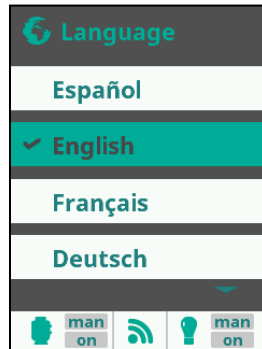 Language
Español
English
Français
Deutsch
man man
on on